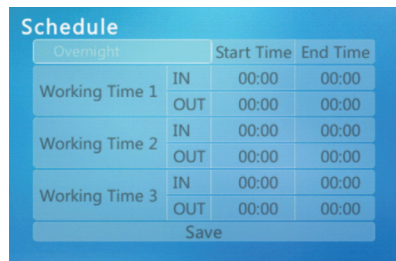 Schedule
Overnight Start Time End Time
Working Time 1 IN 00:00 00:00
OUT 00:00 00:00
Working Time 2 IN 00:00 00:00
OUT 00:00 00:00
Working Time 3 IN 00:00 00:00
OUT 00:00 00:00
Save